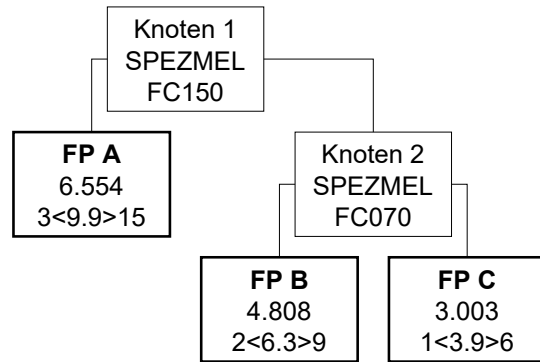 Knoten 1
SPEZMEL
FC150
FP A
6.554
3<9.9>15
Knoten 2
SPEZMEL
FC070
FP B
4.808
2<6.3>9
FP C
3.003
1<3.9>6